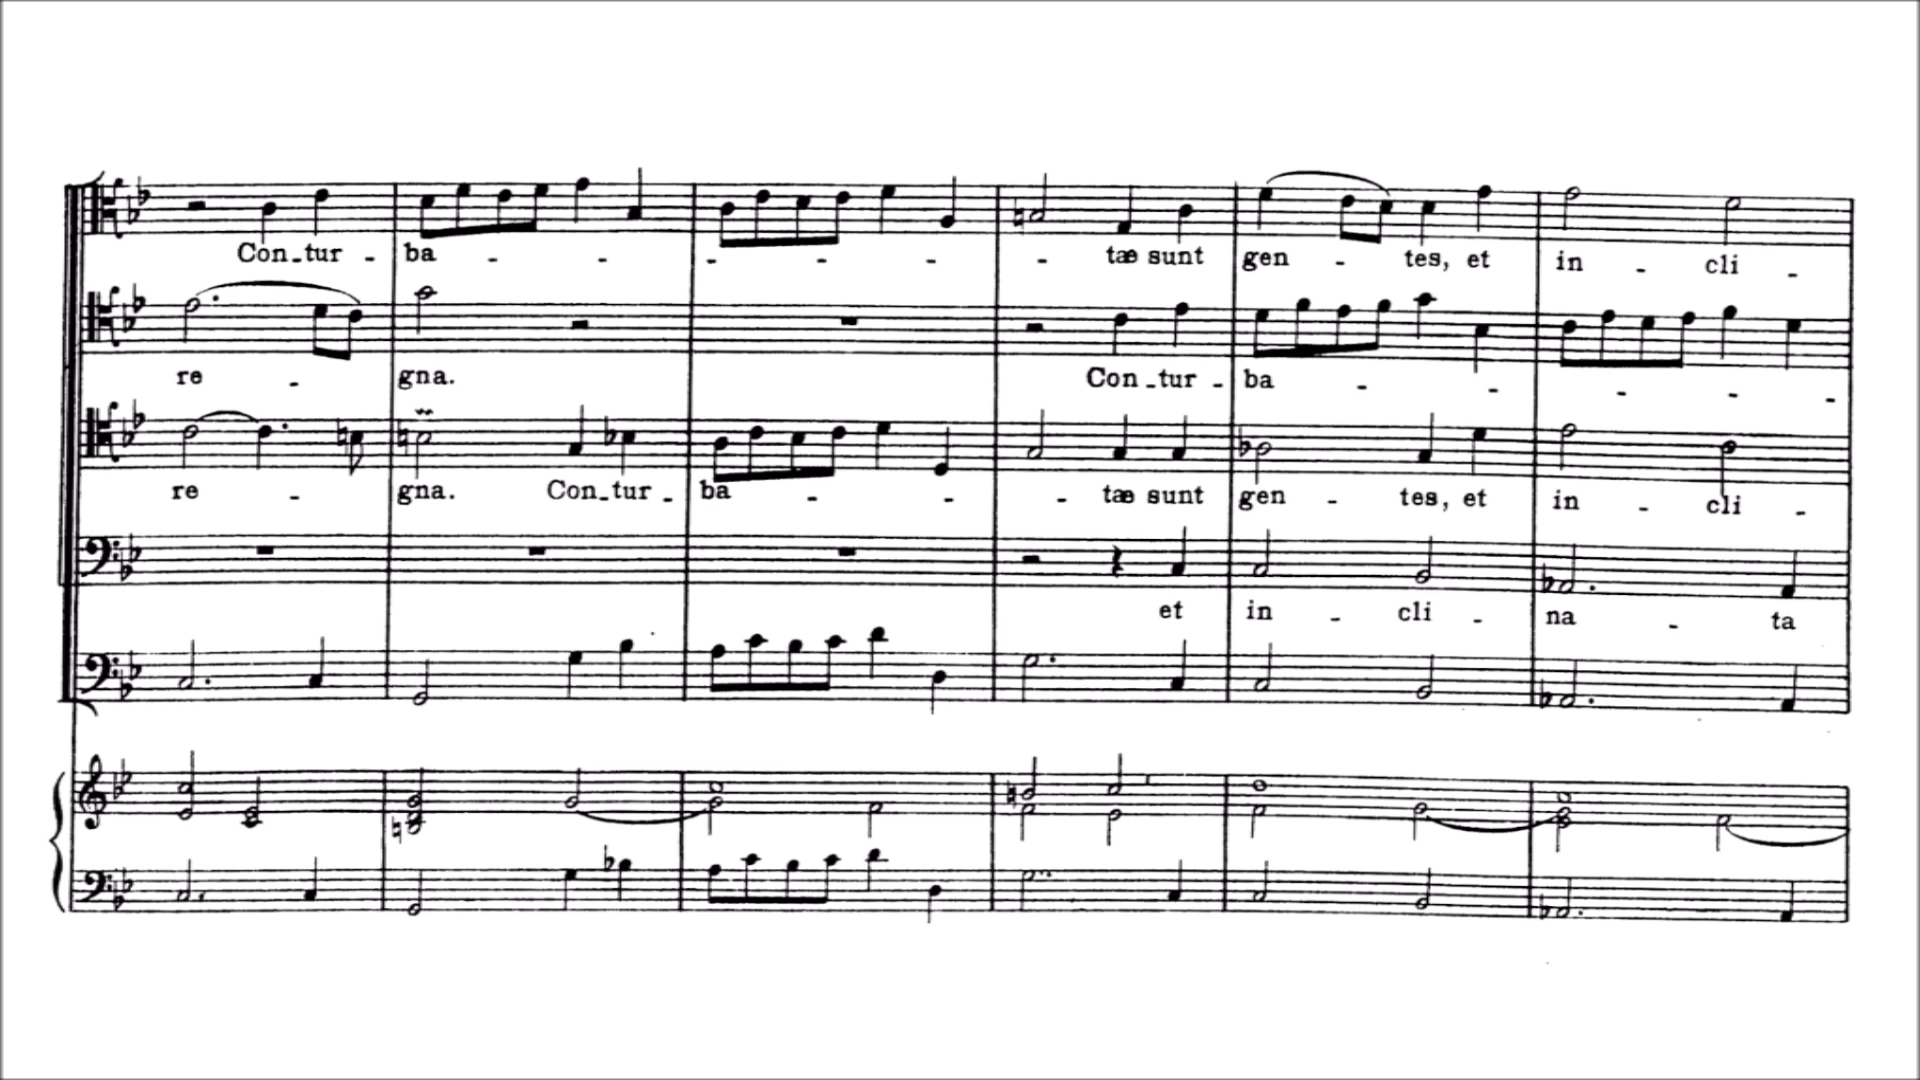 Con_tur - ba - - - - - - tæ sunt gen - tes, et in - cli -
re - gna. Con_tur - ba - - - - -
re - gna. Con_tur - ba - - - tæ sunt gen - tes, et in - cli -
et in - cli - na - ta